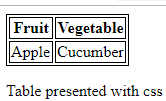 Fruit Vegetable
Apple Cucumber
Table presented with css